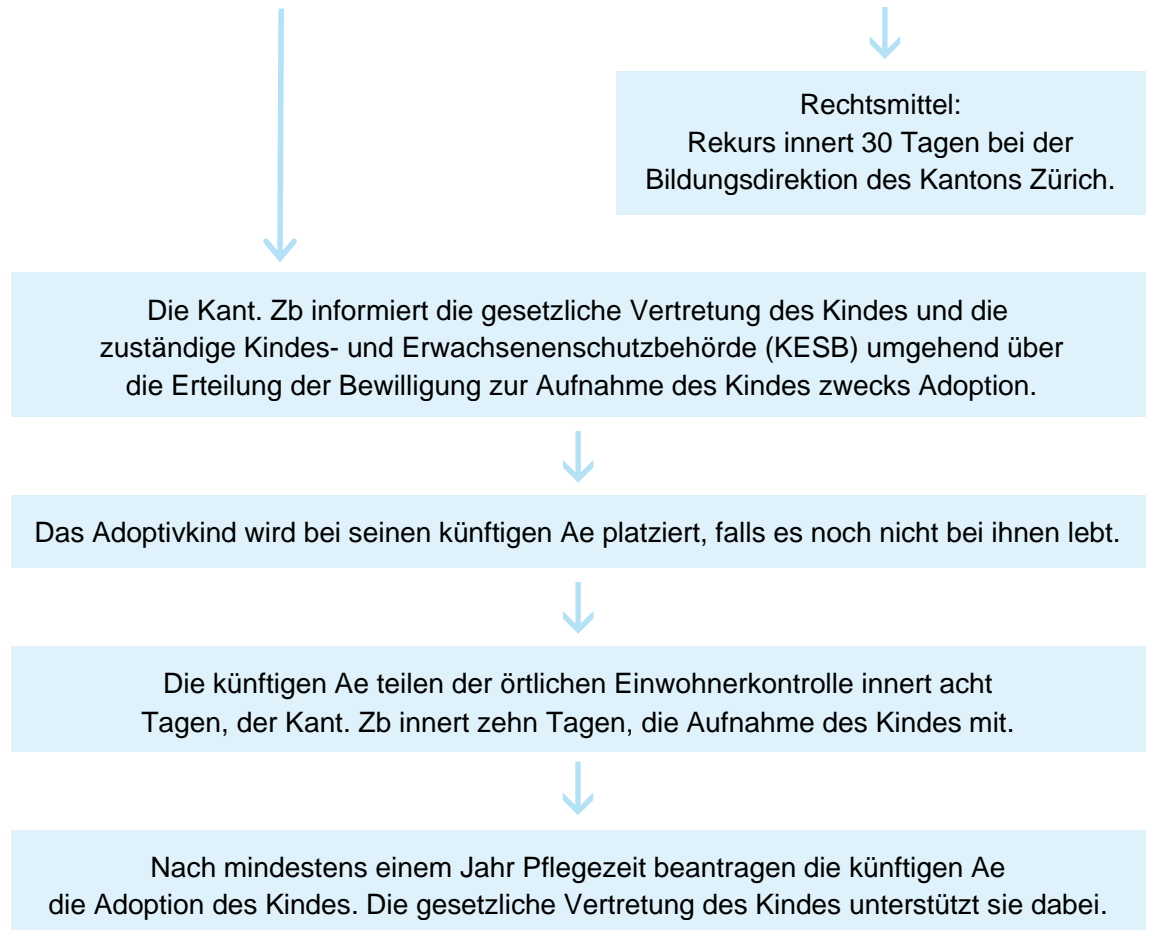 Rechtsmittel:
Rekurs innert 30 Tagen bei der
Bildungsdirektion des Kantons Zürich.
Die Kant. Zb informiert die gesetzliche Vertretung des Kindes und die
zuständige Kindes- und Erwachsenenschutzbehörde (KESB) umgehend über
die Erteilung der Bewilligung zur Aufnahme des Kindes zwecks Adoption.
Das Adoptivkind wird bei seinen künftigen Ae platziert, falls es noch nicht bei ihnen lebt.
Die künftigen Ae teilen der örtlichen Einwohnerkontrolle innert acht
Tagen, der Kant. Zb innert zehn Tagen, die Aufnahme des Kindes mit.
Nach mindestens einem Jahr Pflegezeit beantragen die künftigen Ae
die Adoption des Kindes. Die gesetzliche Vertretung des Kindes unterstützt sie dabei.